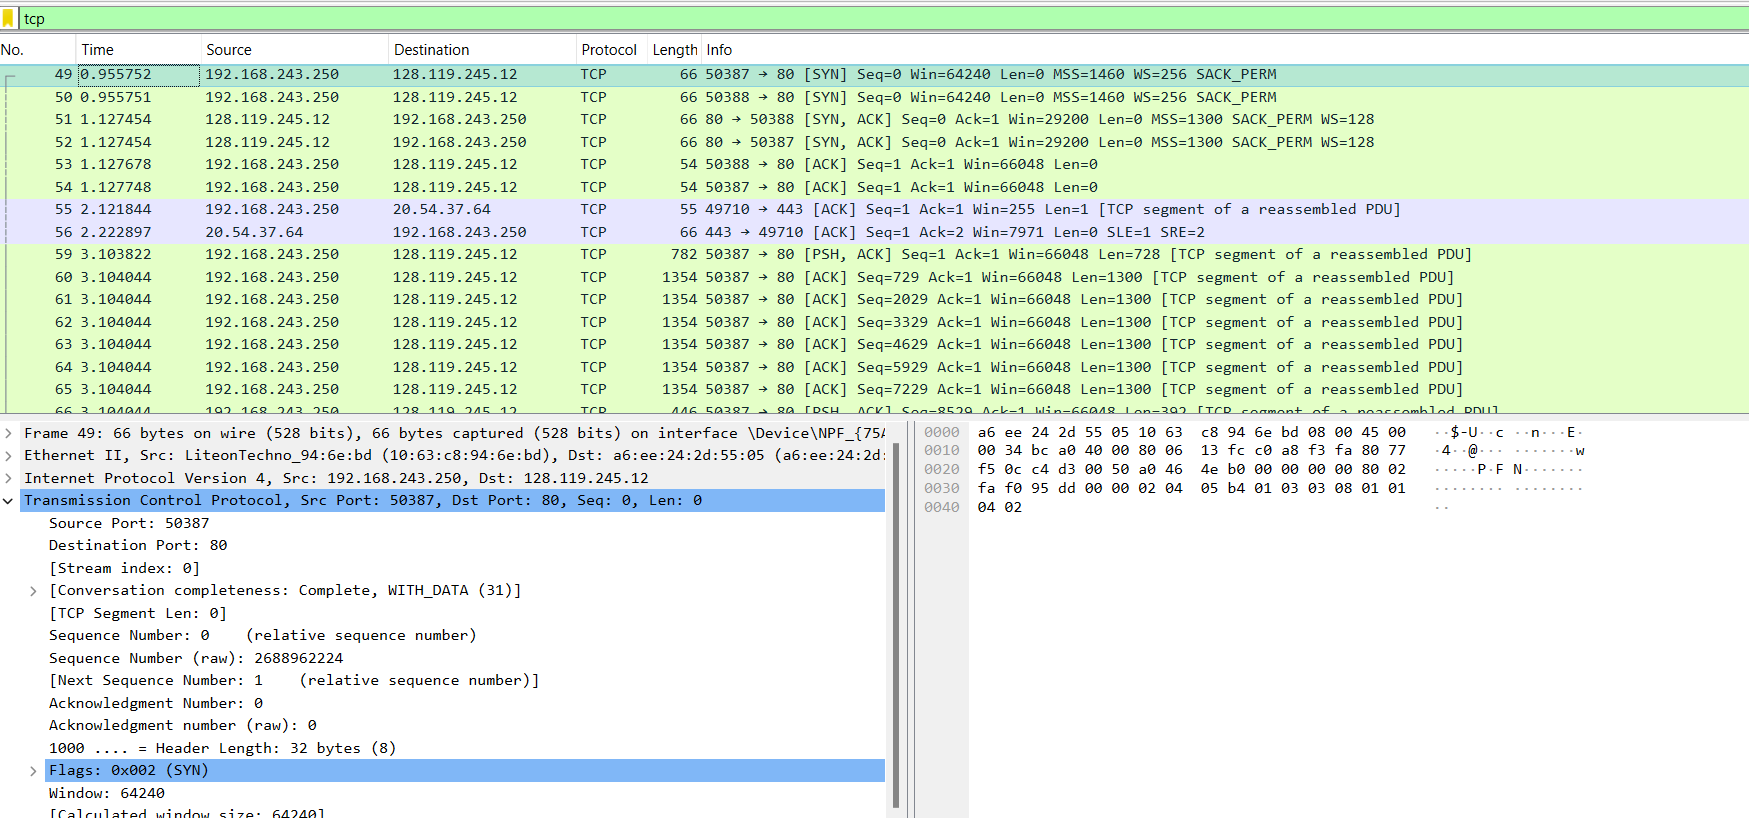 tcp
No. Time Source Destination Protocol Length Info
49 0.955752 192.168.243.250 128.119.245.12 TCP 66 50387 → 80 [SYN] Seq=0 Win=64240 Len=0 MSS=1460 WS=256 SACK_PERM
50 0.955751 192.168.243.250 128.119.245.12 TCP 66 50388 → 80 [SYN] Seq=0 Win=64240 Len=0 MSS=1460 WS=256 SACK_PERM
51 1.127454 128.119.245.12 192.168.243.250 TCP 66 80 → 50388 [SYN, ACK] Seq=0 Ack=1 Win=29200 Len=0 MSS=1300 SACK_PERM WS=128
52 1.127454 128.119.245.12 192.168.243.250 TCP 66 80 → 50387 [SYN, ACK] Seq=0 Ack=1 Win=29200 Len=0 MSS=1300 SACK_PERM WS=128
53 1.127678 192.168.243.250 128.119.245.12 TCP 54 50388 → 80 [ACK] Seq=1 Ack=1 Win=66048 Len=0
54 1.127748 192.168.243.250 128.119.245.12 TCP 54 50387 → 80 [ACK] Seq=1 Ack=1 Win=66048 Len=0
55 2.121844 192.168.243.250 20.54.37.64 TCP 55 49710 → 443 [ACK] Seq=1 Ack=1 Win=255 Len=1 [TCP segment of a reassembled PDU]
56 2.222897 20.54.37.64 192.168.243.250 TCP 66 443 → 49710 [ACK] Seq=1 Ack=2 Win=7971 Len=0 SLE=1 SRE=2
59 3.103822 192.168.243.250 128.119.245.12 TCP 782 50387 → 80 [PSH, ACK] Seq=1 Ack=1 Win=66048 Len=728 [TCP segment of a reassembled PDU]
60 3.104044 192.168.243.250 128.119.245.12 TCP 1354 50387 → 80 [ACK] Seq=729 Ack=1 Win=66048 Len=1300 [TCP segment of a reassembled PDU]
61 3.104044 192.168.243.250 128.119.245.12 TCP 1354 50387 → 80 [ACK] Seq=2029 Ack=1 Win=66048 Len=1300 [TCP segment of a reassembled PDU]
62 3.104044 192.168.243.250 128.119.245.12 TCP 1354 50387 → 80 [ACK] Seq=3329 Ack=1 Win=66048 Len=1300 [TCP segment of a reassembled PDU]
63 3.104044 192.168.243.250 128.119.245.12 TCP 1354 50387 → 80 [ACK] Seq=4629 Ack=1 Win=66048 Len=1300 [TCP segment of a reassembled PDU]
64 3.104044 192.168.243.250 128.119.245.12 TCP 1354 50387 → 80 [ACK] Seq=5929 Ack=1 Win=66048 Len=1300 [TCP segment of a reassembled PDU]
65 3.104044 192.168.243.250 128.119.245.12 TCP 1354 50387 → 80 [ACK] Seq=7229 Ack=1 Win=66048 Len=1300 [TCP segment of a reassembled PDU]
66 3.104044 192.168.243.250 128.119.245.12 TCP 446 50387 → 80 [PSH, ACK] Seq=8529 Ack=1 Win=66048 Len=392 [TCP segment of a reassembled PDU]
Frame 49: 66 bytes on wire (528 bits), 66 bytes captured (528 bits) on interface \Device\NPF_{75A
Ethernet II, Src: LiteonTechno_94:6e:bd (10:63:c8:94:6e:bd), Dst: a6:ee:24:2d:55:05 (a6:ee:24:2d:
Internet Protocol Version 4, Src: 192.168.243.250, Dst: 128.119.245.12
Transmission Control Protocol, Src Port: 50387, Dst Port: 80, Seq: 0, Len: 0
Source Port: 50387
Destination Port: 80
[Stream index: 0]
[Conversation completeness: Complete, WITH_DATA (31)]
[TCP Segment Len: 0]
Sequence Number: 0 (relative sequence number)
Sequence Number (raw): 2688962224
[Next Sequence Number: 1 (relative sequence number)]
Acknowledgment Number: 0
Acknowledgment number (raw): 0
1000 .... = Header Length: 32 bytes (8)
Flags: 0x002 (SYN)
Window: 64240
[Calculated window size: 64240]
0000 a6 ee 24 2d 55 05 10 63 c8 94 6e bd 08 00 45 00 ··$-U··c ··n···E·
0010 00 34 bc a0 40 00 80 06 13 fc c0 a8 f3 fa 80 77 ·4··@··· ·······w
0020 f5 0c c4 d3 00 50 a0 46 4e b0 00 00 00 00 80 02 ·····P·F N·······
0030 fa f0 95 dd 00 00 02 04 05 b4 01 03 03 08 01 01 ········ ········
0040 04 02 ··